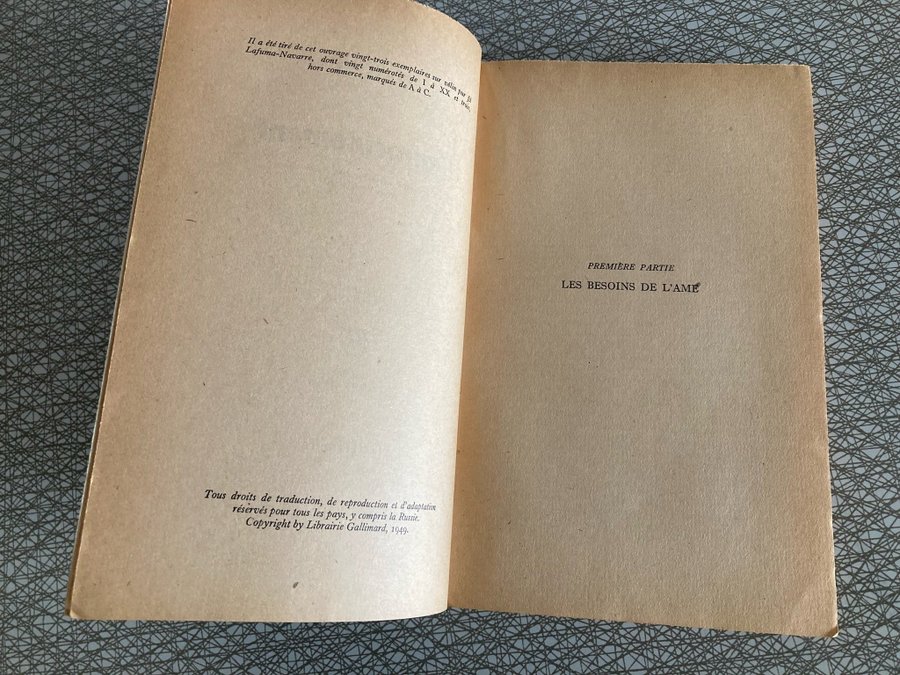 Il a été tiré de cet ouvrage vingt-trois exemplaires sur vélin pur fil
Lafuma-Navarre, dont vingt numérotés de I à XX et trois,
hors commerce, marqués de A à C.
Tous droits de traduction, de reproduction et d'adaptation
réservés pour tous les pays, y compris la Russie.
Copyright by Librairie Gallimard, 1949.
PREMIÈRE PARTIE
LES BESOINS DE L'AME